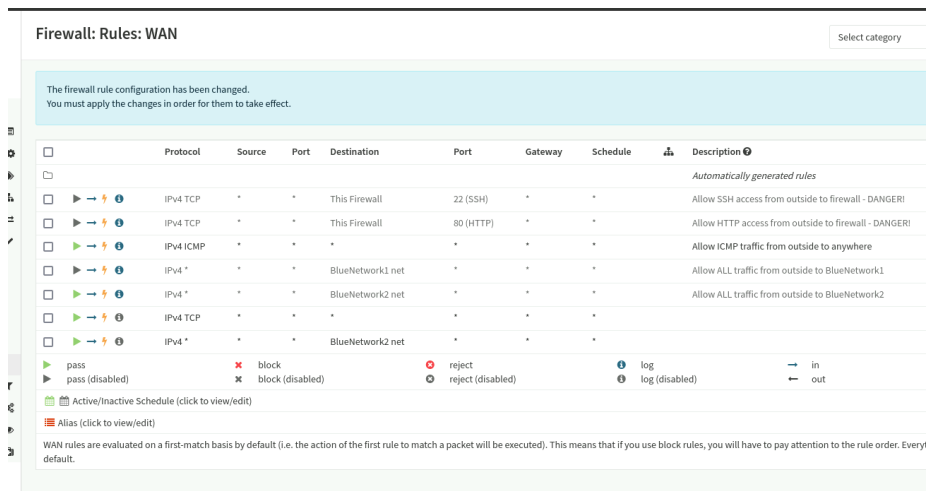 Firewall: Rules: WAN
Select category
The firewall rule configuration has been changed.
You must apply the changes in order for them to take effect.
Protocol Source Port Destination Port Gateway Schedule Description
Automatically generated rules
IPv4 TCP * * This Firewall 22 (SSH) * * Allow SSH access from outside to firewall - DANGER!
IPv4 TCP * * This Firewall 80 (HTTP) * * Allow HTTP access from outside to firewall - DANGER!
IPv4 ICMP * * * * * * Allow ICMP traffic from outside to anywhere
IPv4 * * * BlueNetwork1 net * * * Allow ALL traffic from outside to BlueNetwork1
IPv4 * * * BlueNetwork2 net * * * Allow ALL traffic from outside to BlueNetwork2
IPv4 TCP * * * * * *
IPv4 * * * BlueNetwork2 net * * *
pass block reject log in
pass (disabled) block (disabled) reject (disabled) log (disabled) out
Active/Inactive Schedule (click to view/edit)
Alias (click to view/edit)
WAN rules are evaluated on a first-match basis by default (i.e. the action of the first rule to match a packet will be executed). This means that if you use block rules, you will have to pay attention to the rule order.
default.